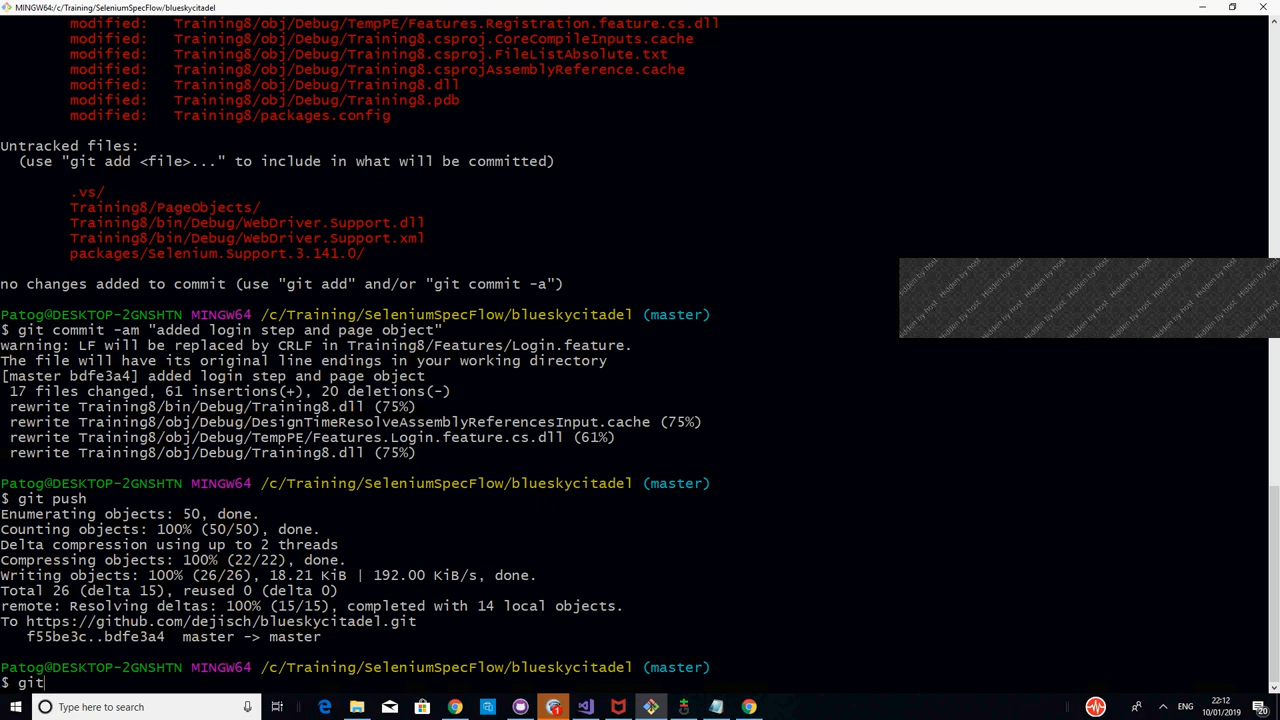 MINGW64:/c/Training/SeleniumSpecFlow/blueskycitadel
modified:   Training8/obj/Debug/TempPE/Features.Registration.feature.cs.dll
modified:   Training8/obj/Debug/Training8.csproj.CoreCompileInputs.cache
modified:   Training8/obj/Debug/Training8.csproj.FileListAbsolute.txt
modified:   Training8/obj/Debug/Training8.csprojAssemblyReference.cache
modified:   Training8/obj/Debug/Training8.dll
modified:   Training8/obj/Debug/Training8.pdb
modified:   Training8/packages.config
Untracked files:
(use "git add <file>..." to include in what will be committed)
.vs/
Training8/PageObjects/
Training8/bin/Debug/WebDriver.Support.dll
Training8/bin/Debug/WebDriver.Support.xml
packages/Selenium.Support.3.141.0/
no changes added to commit (use "git add" and/or "git commit -a")
Patog@DESKTOP-2GNSHTN MINGW64 /c/Training/SeleniumSpecFlow/blueskycitadel (master)
$ git commit -am "added login step and page object"
warning: LF will be replaced by CRLF in Training8/Features/Login.feature.
The file will have its original line endings in your working directory
[master bdfe3a4] added login step and page object
17 files changed, 61 insertions(+), 20 deletions(-)
rewrite Training8/bin/Debug/Training8.dll (75%)
rewrite Training8/obj/Debug/DesignTimeResolveAssemblyReferencesInput.cache (75%)
rewrite Training8/obj/Debug/TempPE/Features.Login.feature.cs.dll (61%)
rewrite Training8/obj/Debug/Training8.dll (75%)
Patog@DESKTOP-2GNSHTN MINGW64 /c/Training/SeleniumSpecFlow/blueskycitadel (master)
$ git push
Enumerating objects: 50, done.
Counting objects: 100% (50/50), done.
Delta compression using up to 2 threads
Compressing objects: 100% (22/22), done.
Writing objects: 100% (26/26), 18.21 KiB | 192.00 KiB/s, done.
Total 26 (delta 15), reused 0 (delta 0)
remote: Resolving deltas: 100% (15/15), completed with 14 local objects.
To https://github.com/dejisch/blueskycitadel.git
f55be3c..bdfe3a4  master -> master
Patog@DESKTOP-2GNSHTN MINGW64 /c/Training/SeleniumSpecFlow/blueskycitadel (master)
$ git
Hidden by host
Type here to search
ENG
22:12
10/01/2019
20